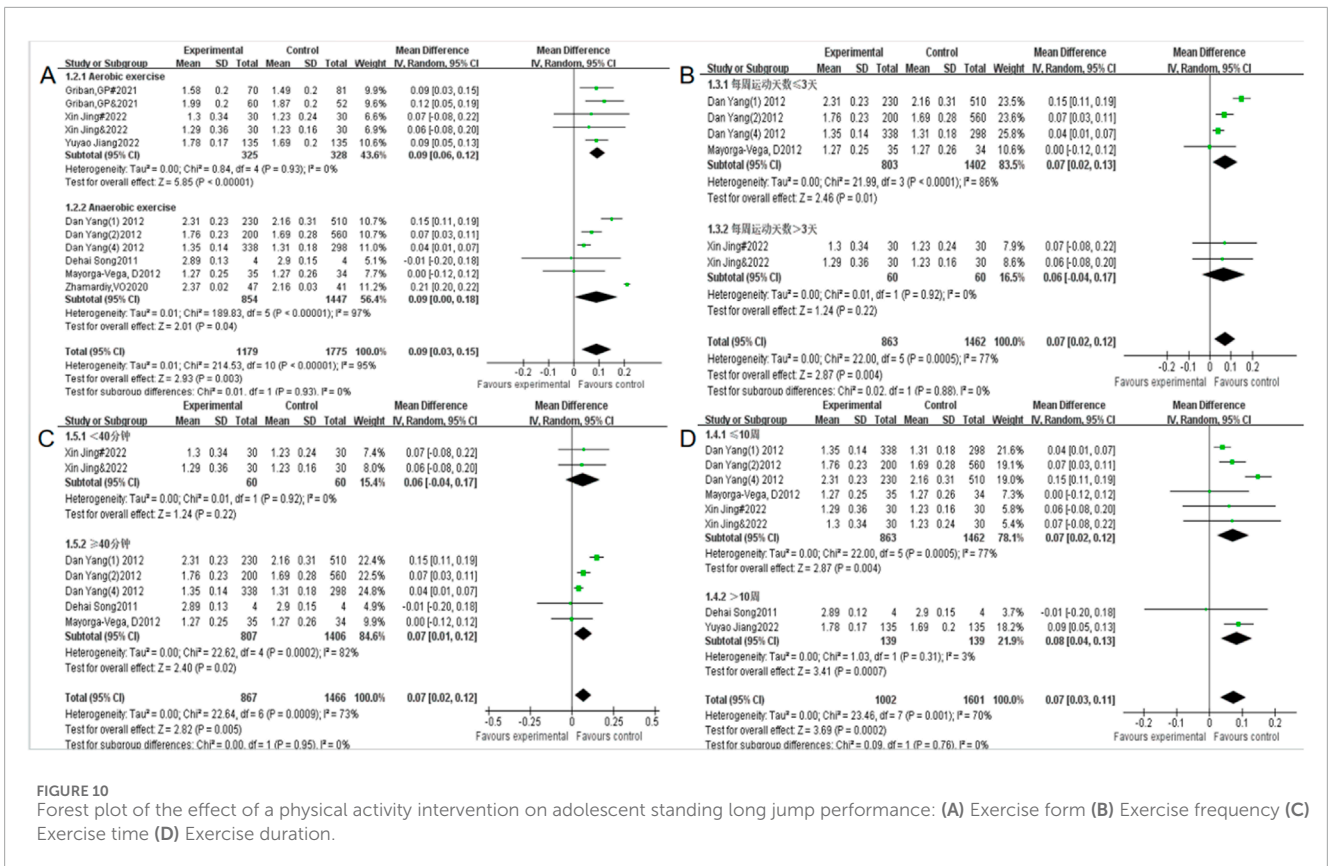 A
Experimental Control Mean Difference Mean Difference
Study or Subgroup Mean SD Total Mean SD Total Weight IV, Random, 95% CI IV, Random, 95% CI
1.2.1 Aerobic exercise
Griban,GP#2021 1.58 0.2 70 1.49 0.2 81 9.9% 0.09 [0.03, 0.15]
Griban,GP&2021 1.99 0.2 60 1.87 0.2 52 9.6% 0.12 [0.05, 0.19]
Xin Jing#2022 1.3 0.34 30 1.23 0.24 30 6.7% 0.07 [-0.08, 0.22]
Xin Jing&2022 1.29 0.36 30 1.23 0.16 30 6.9% 0.06 [-0.08, 0.20]
Yuyao Jiang2022 1.78 0.17 135 1.69 0.2 135 10.6% 0.09 [0.05, 0.13]
Subtotal (95% CI) 325 328 43.6% 0.09 [0.06, 0.12]
Heterogeneity: Tau² = 0.00; Chi² = 0.84, df = 4 (P = 0.93); I² = 0%
Test for overall effect: Z = 5.85 (P < 0.00001)
1.2.2 Anaerobic exercise
Dan Yang(1) 2012 2.31 0.23 230 2.16 0.31 510 10.7% 0.15 [0.11, 0.19]
Dan Yang(2)2012 1.76 0.23 200 1.69 0.28 560 10.7% 0.07 [0.03, 0.11]
Dan Yang(4) 2012 1.35 0.14 338 1.31 0.18 298 11.0% 0.04 [0.01, 0.07]
Dehai Song2011 2.89 0.13 4 2.9 0.15 4 5.1% -0.01 [-0.20, 0.18]
Mayorga-Vega, D2012 1.27 0.25 35 1.27 0.26 34 7.7% 0.00 [-0.12, 0.12]
Zhamardiy,VO2020 2.37 0.02 47 2.16 0.03 41 11.2% 0.21 [0.20, 0.22]
Subtotal (95% CI) 854 1447 56.4% 0.09 [0.00, 0.18]
Heterogeneity: Tau² = 0.01; Chi² = 189.83, df = 5 (P < 0.00001); I² = 97%
Test for overall effect: Z = 2.01 (P = 0.04)
Total (95% CI) 1179 1775 100.0% 0.09 [0.03, 0.15]
Heterogeneity: Tau² = 0.01; Chi² = 214.53, df = 10 (P < 0.00001); I² = 95%
Test for overall effect: Z = 2.93 (P = 0.003)
Test for subgroup differences: Chi² = 0.01, df = 1 (P = 0.93), I² = 0%
-0.2 -0.1 0 0.1 0.2
Favours experimental Favours control
B
Experimental Control Mean Difference Mean Difference
Study or Subgroup Mean SD Total Mean SD Total Weight IV, Random, 95% CI IV, Random, 95% CI
1.3.1 每周运动天数≤3天
Dan Yang(1) 2012 2.31 0.23 230 2.16 0.31 510 23.5% 0.15 [0.11, 0.19]
Dan Yang(2)2012 1.76 0.23 200 1.69 0.28 560 23.6% 0.07 [0.03, 0.11]
Dan Yang(4) 2012 1.35 0.14 338 1.31 0.18 298 25.8% 0.04 [0.01, 0.07]
Mayorga-Vega, D2012 1.27 0.25 35 1.27 0.26 34 10.6% 0.00 [-0.12, 0.12]
Subtotal (95% CI) 803 1402 83.5% 0.07 [0.02, 0.13]
Heterogeneity: Tau² = 0.00; Chi² = 21.99, df = 3 (P < 0.0001); I² = 86%
Test for overall effect: Z = 2.46 (P = 0.01)
1.3.2 每周运动天数>3天
Xin Jing#2022 1.3 0.34 30 1.23 0.24 30 7.9% 0.07 [-0.08, 0.22]
Xin Jing&2022 1.29 0.36 30 1.23 0.16 30 8.6% 0.06 [-0.08, 0.20]
Subtotal (95% CI) 60 60 16.5% 0.06 [-0.04, 0.17]
Heterogeneity: Tau² = 0.00; Chi² = 0.01, df = 1 (P = 0.92); I² = 0%
Test for overall effect: Z = 1.24 (P = 0.22)
Total (95% CI) 863 1462 100.0% 0.07 [0.02, 0.12]
Heterogeneity: Tau² = 0.00; Chi² = 22.00, df = 5 (P = 0.0005); I² = 77%
Test for overall effect: Z = 2.87 (P = 0.004)
Test for subgroup differences: Chi² = 0.02, df = 1 (P = 0.88), I² = 0%
-0.2 -0.1 0 0.1 0.2
Favours experimental Favours control
C
Experimental Control Mean Difference Mean Difference
Study or Subgroup Mean SD Total Mean SD Total Weight IV, Random, 95% CI IV, Random, 95% CI
1.5.1 <40分钟
Xin Jing#2022 1.3 0.34 30 1.23 0.24 30 7.4% 0.07 [-0.08, 0.22]
Xin Jing&2022 1.29 0.36 30 1.23 0.16 30 8.0% 0.06 [-0.08, 0.20]
Subtotal (95% CI) 60 60 15.4% 0.06 [-0.04, 0.17]
Heterogeneity: Tau² = 0.00; Chi² = 0.01, df = 1 (P = 0.92); I² = 0%
Test for overall effect: Z = 1.24 (P = 0.22)
1.5.2 ≥40分钟
Dan Yang(1) 2012 2.31 0.23 230 2.16 0.31 510 22.4% 0.15 [0.11, 0.19]
Dan Yang(2)2012 1.76 0.23 200 1.69 0.28 560 22.5% 0.07 [0.03, 0.11]
Dan Yang(4) 2012 1.35 0.14 338 1.31 0.18 298 24.8% 0.04 [0.01, 0.07]
Dehai Song2011 2.89 0.13 4 2.9 0.15 4 4.9% -0.01 [-0.20, 0.18]
Mayorga-Vega, D2012 1.27 0.25 35 1.27 0.26 34 10.0% 0.00 [-0.12, 0.12]
Subtotal (95% CI) 807 1406 84.6% 0.07 [0.01, 0.12]
Heterogeneity: Tau² = 0.00; Chi² = 22.62, df = 4 (P = 0.0002); I² = 82%
Test for overall effect: Z = 2.40 (P = 0.02)
Total (95% CI) 867 1466 100.0% 0.07 [0.02, 0.12]
Heterogeneity: Tau² = 0.00; Chi² = 22.64, df = 6 (P = 0.0009); I² = 73%
Test for overall effect: Z = 2.82 (P = 0.005)
Test for subgroup differences: Chi² = 0.00, df = 1 (P = 0.95), I² = 0%
-0.5 -0.25 0 0.25 0.5
Favours experimental Favours control
D
Experimental Control Mean Difference Mean Difference
Study or Subgroup Mean SD Total Mean SD Total Weight IV, Random, 95% CI IV, Random, 95% CI
1.4.1 ≤10周
Dan Yang(1) 2012 1.35 0.14 338 1.31 0.18 298 21.6% 0.04 [0.01, 0.07]
Dan Yang(2)2012 1.76 0.23 200 1.69 0.28 560 19.1% 0.07 [0.03, 0.11]
Dan Yang(4) 2012 2.31 0.23 230 2.16 0.31 510 19.0% 0.15 [0.11, 0.19]
Mayorga-Vega, D2012 1.27 0.25 35 1.27 0.26 34 7.3% 0.00 [-0.12, 0.12]
Xin Jing#2022 1.29 0.36 30 1.23 0.16 30 5.8% 0.06 [-0.08, 0.20]
Xin Jing&2022 1.3 0.34 30 1.23 0.24 30 5.4% 0.07 [-0.08, 0.22]
Subtotal (95% CI) 863 1462 78.1% 0.07 [0.02, 0.12]
Heterogeneity: Tau² = 0.00; Chi² = 22.00, df = 5 (P = 0.0005); I² = 77%
Test for overall effect: Z = 2.87 (P = 0.004)
1.4.2 >10周
Dehai Song2011 2.89 0.12 4 2.9 0.15 4 3.7% -0.01 [-0.20, 0.18]
Yuyao Jiang2022 1.78 0.17 135 1.69 0.2 135 18.2% 0.09 [0.05, 0.13]
Subtotal (95% CI) 139 139 21.9% 0.08 [0.04, 0.13]
Heterogeneity: Tau² = 0.00; Chi² = 1.03, df = 1 (P = 0.31); I² = 3%
Test for overall effect: Z = 3.41 (P = 0.0007)
Total (95% CI) 1002 1601 100.0% 0.07 [0.03, 0.11]
Heterogeneity: Tau² = 0.00; Chi² = 23.46, df = 7 (P = 0.001); I² = 70%
Test for overall effect: Z = 3.69 (P = 0.0002)
Test for subgroup differences: Chi² = 0.09, df = 1 (P = 0.76), I² = 0%
-0.2 -0.1 0 0.1 0.2
Favours experimental Favours control
FIGURE 10
Forest plot of the effect of a physical activity intervention on adolescent standing long jump performance: (A) Exercise form (B) Exercise frequency (C)
Exercise time (D) Exercise duration.